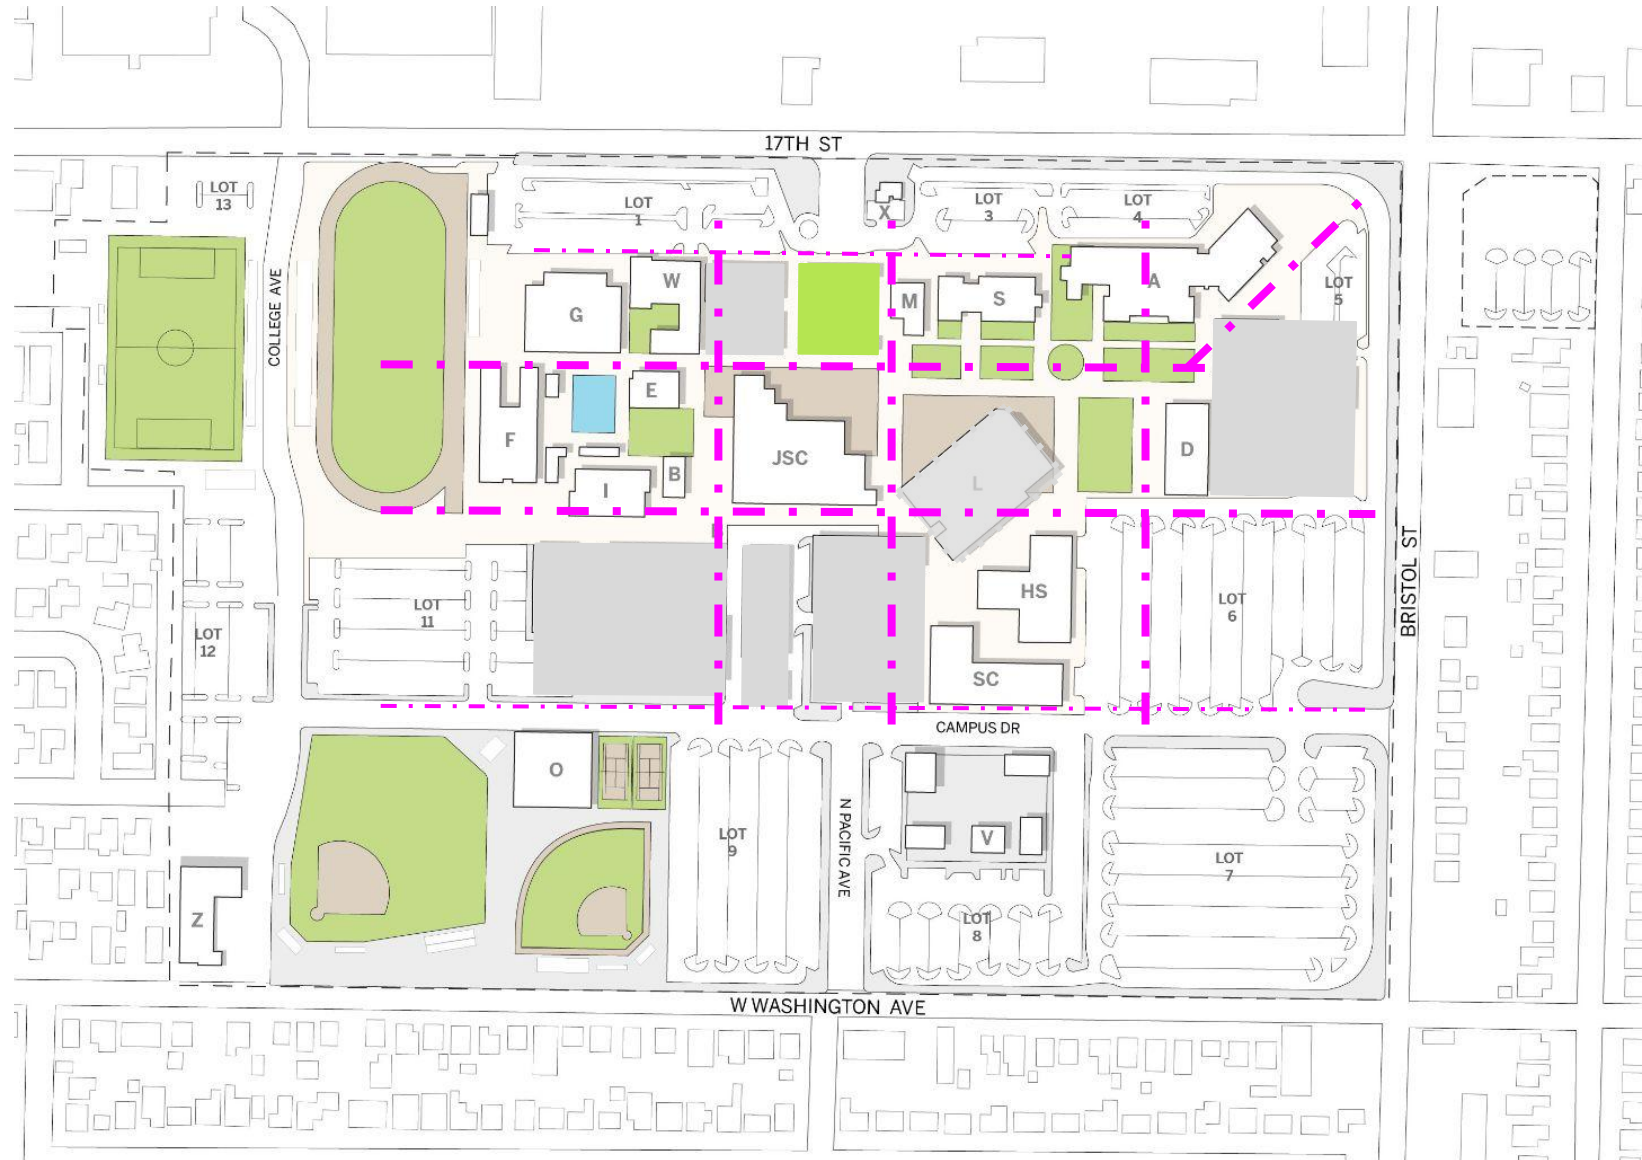 17TH ST
LOT
13
LOT
1
X
LOT
3
LOT
4
COLLEGE AVE
G
W
M
S
A
LOT
5
F
E
B
I
JSC
L
D
BRISTOL ST
LOT
11
LOT
12
HS
SC
LOT
6
CAMPUS DR
O
LOT
9
N PACIFIC AVE
V
LOT
7
LOT
8
Z
W WASHINGTON AVE